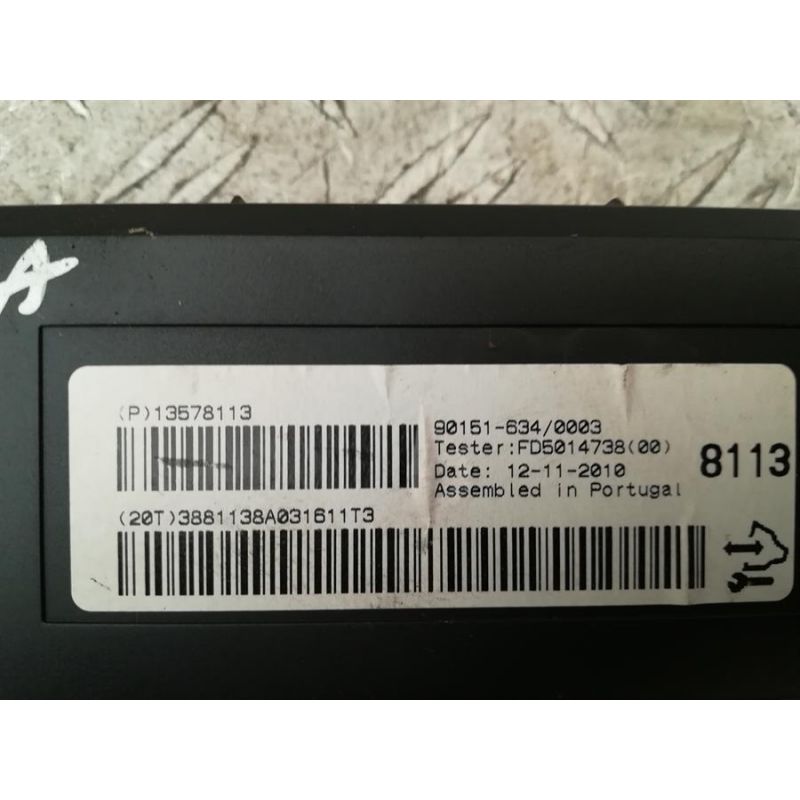 A
(P)13578113
90151-634/0003
Tester:FD5014738(00)
Date: 12-11-2010
Assembled in Portugal
8113
(20T)3881138A031611T3